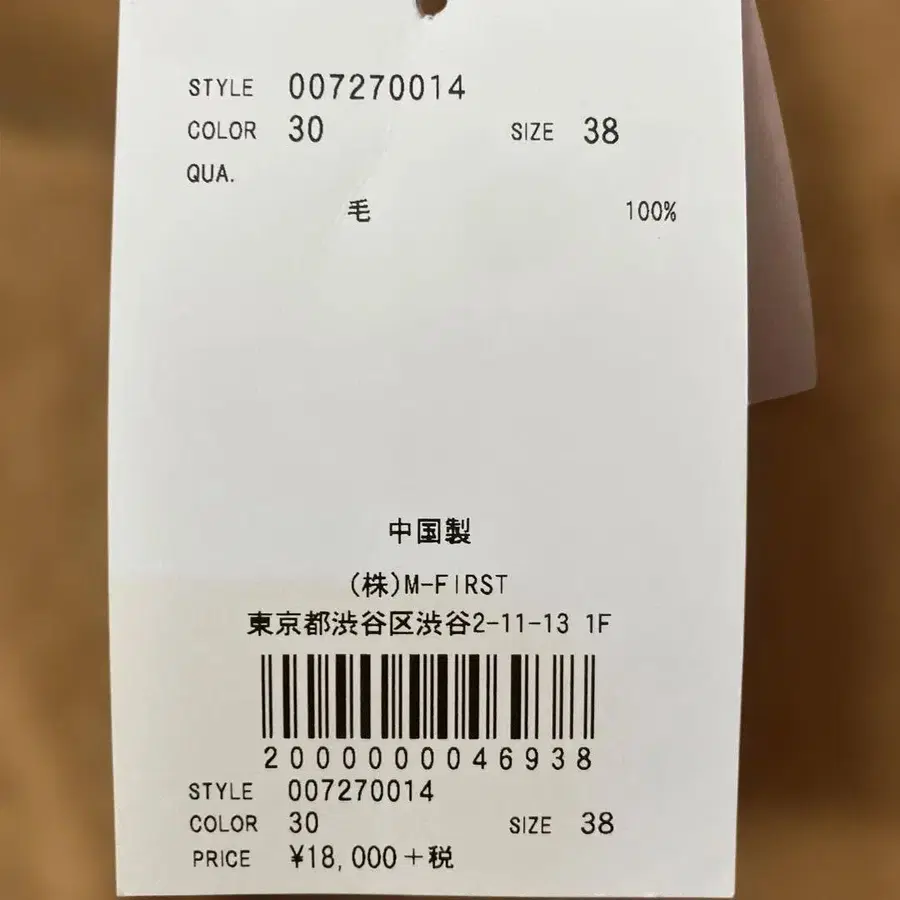 STYLE 007270014
COLOR 30 SIZE 38
QUA.
毛 100%
中国製
(株)M-FIRST
東京都渋谷区渋谷2-11-13 1F
2000000046938
STYLE 007270014
COLOR 30 SIZE 38
PRICE ¥18,000+税